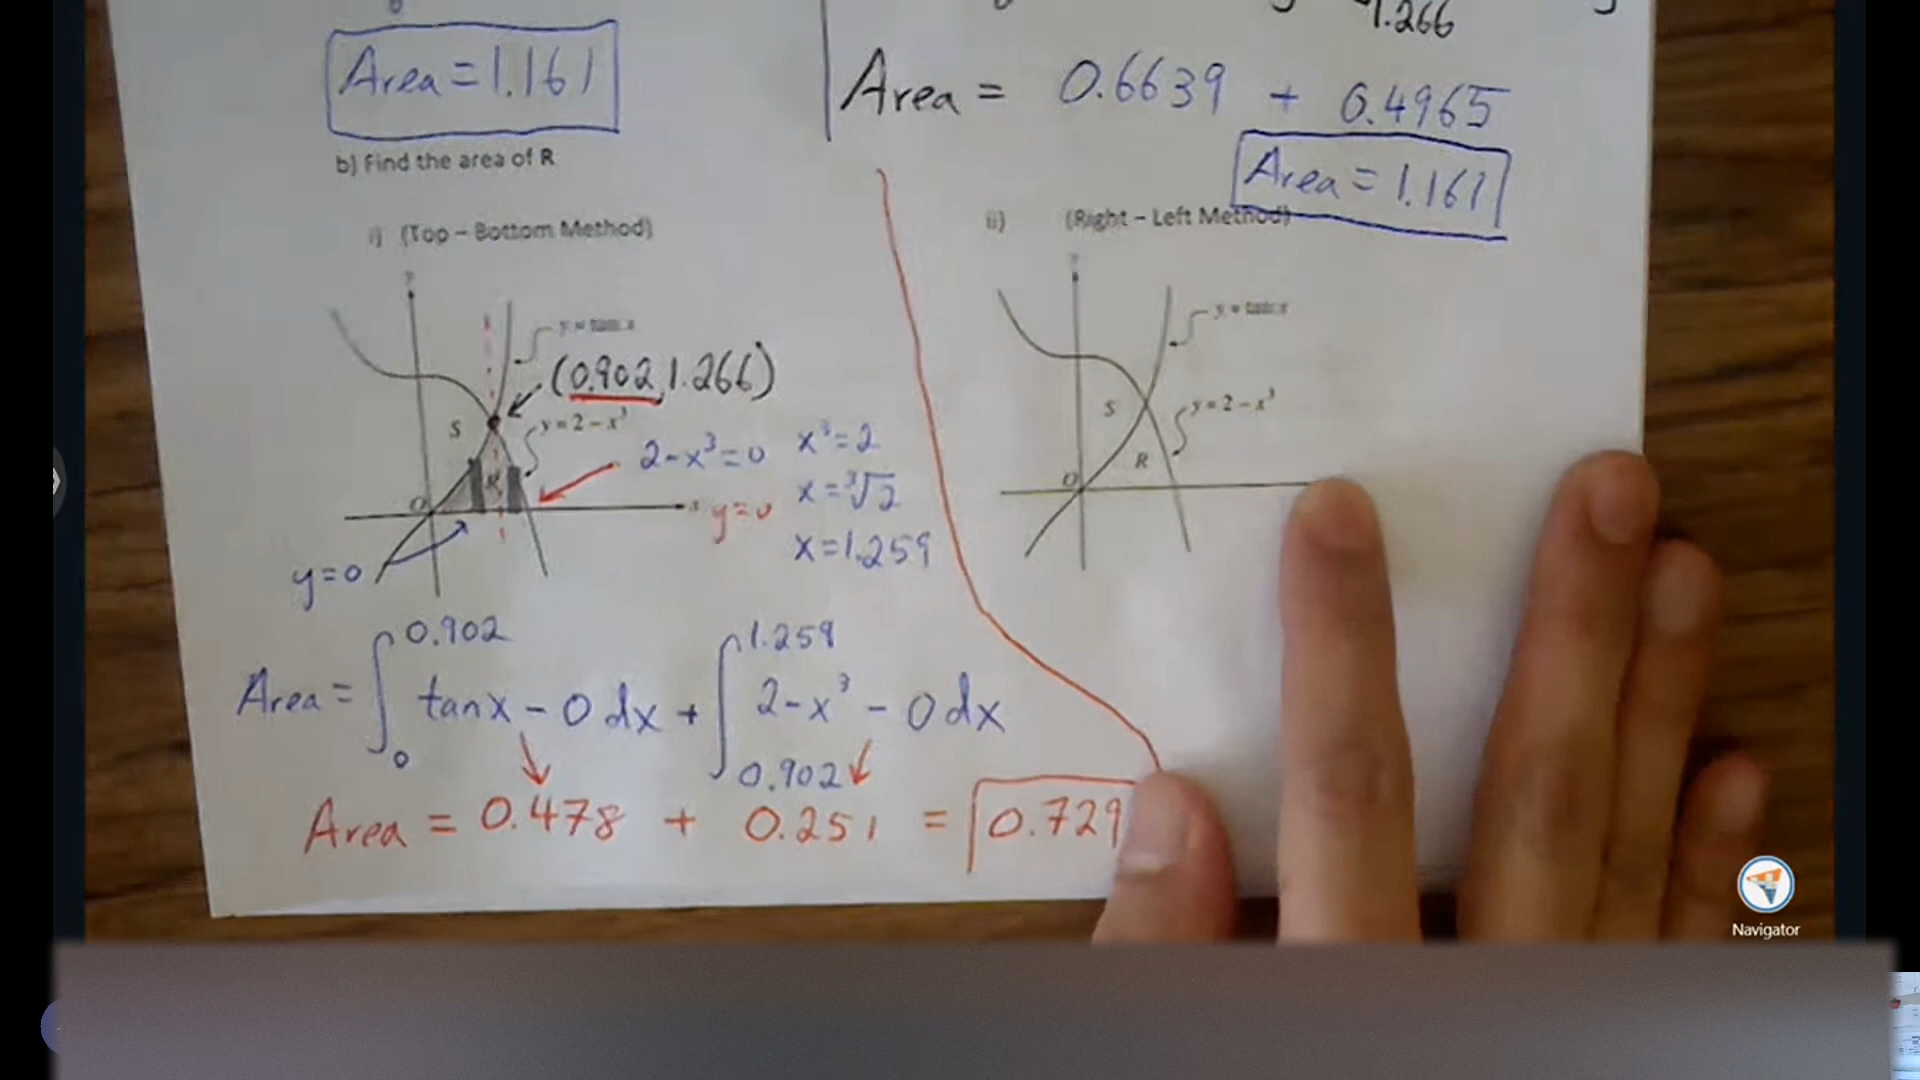 Area = 1.161
-1.266
Area = 0.6639 + 0.4965
Area = 1.161
b) Find the area of R
i) (Top – Bottom Method)
ii) (Right – Left Method)
y
y = tan x
(0.902, 1.266)
S
y = 2 – x³
2-x³=0
x³=2
x=³√2
x=1.259
R
O
x
y=0
y=0
y
y = tan x
S
y = 2 – x³
R
O
Area = ∫₀^0.902 tanx - 0 dx + ∫0.902^1.259 2-x³ - 0 dx
Area = 0.478 + 0.251 = 0.729
Navigator